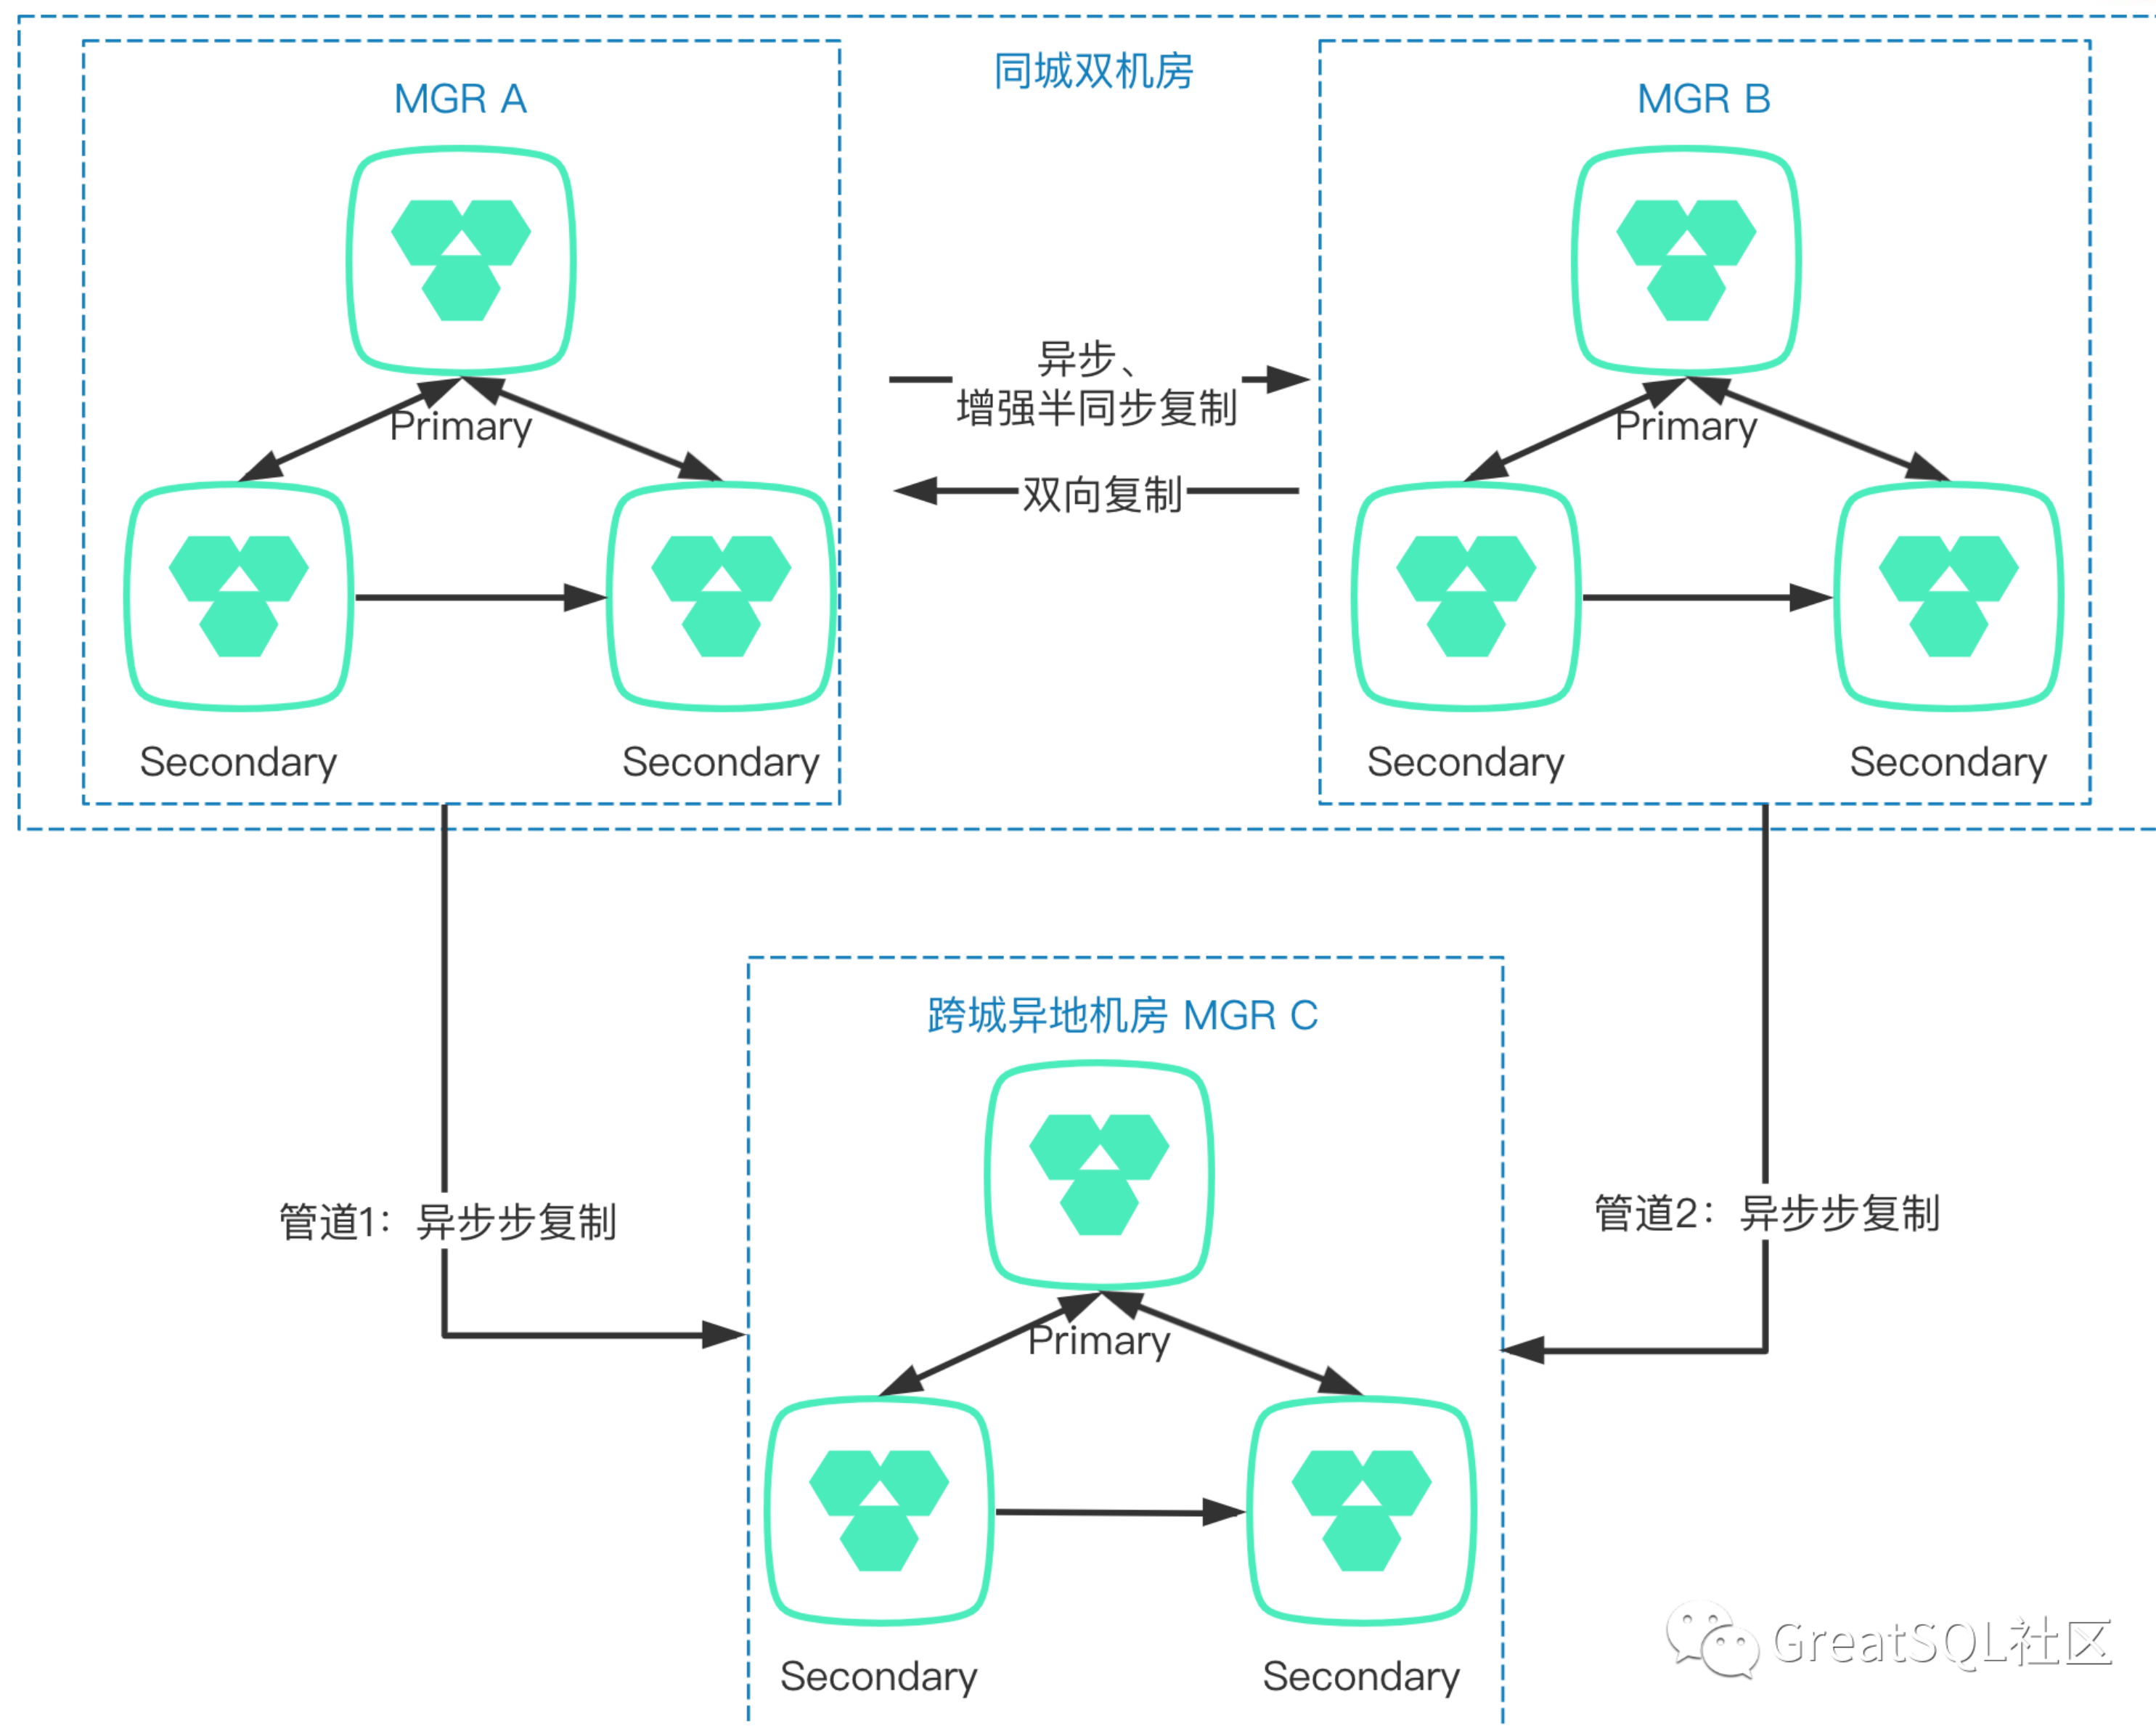 同城双机房
MGR A
MGR B
异步、
增强半同步复制
Primary
Primary
双向复制
Secondary
Secondary
Secondary
Secondary
跨城异地机房 MGR C
管道1：异步步复制
管道2：异步步复制
Primary
Secondary
Secondary
GreatSQL社区